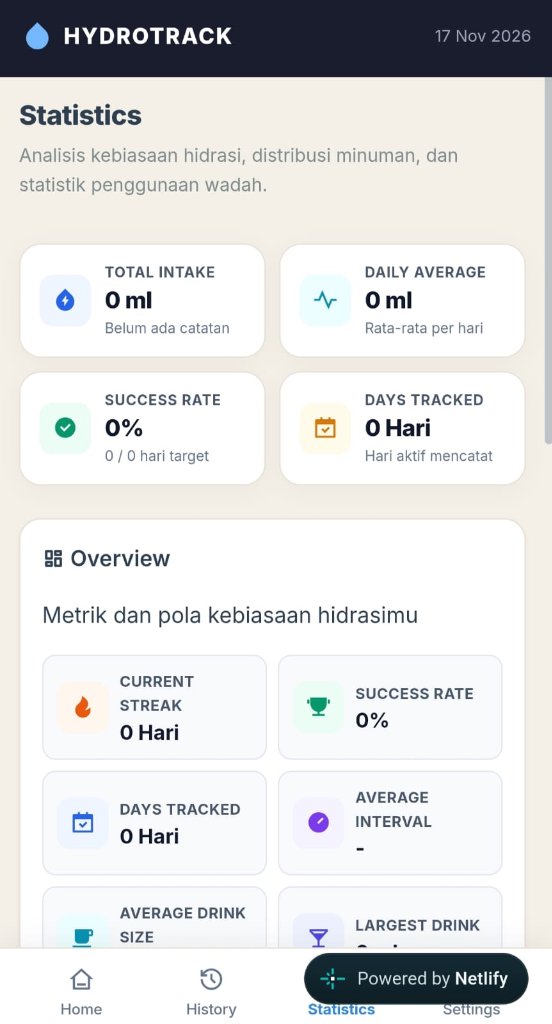 HYDROTRACK
17 Nov 2026
Statistics
Analisis kebiasaan hidrasi, distribusi minuman, dan
statistik penggunaan wadah.
TOTAL INTAKE
0 ml
Belum ada catatan
DAILY AVERAGE
0 ml
Rata-rata per hari
SUCCESS RATE
0%
0 / 0 hari target
DAYS TRACKED
0 Hari
Hari aktif mencatat
Overview
Metrik dan pola kebiasaan hidrasimu
CURRENT
STREAK
0 Hari
SUCCESS RATE
0%
DAYS TRACKED
0 Hari
AVERAGE
INTERVAL
-
AVERAGE DRINK
SIZE
LARGEST DRINK
Powered by Netlify
Home
History
Statistics
Settings